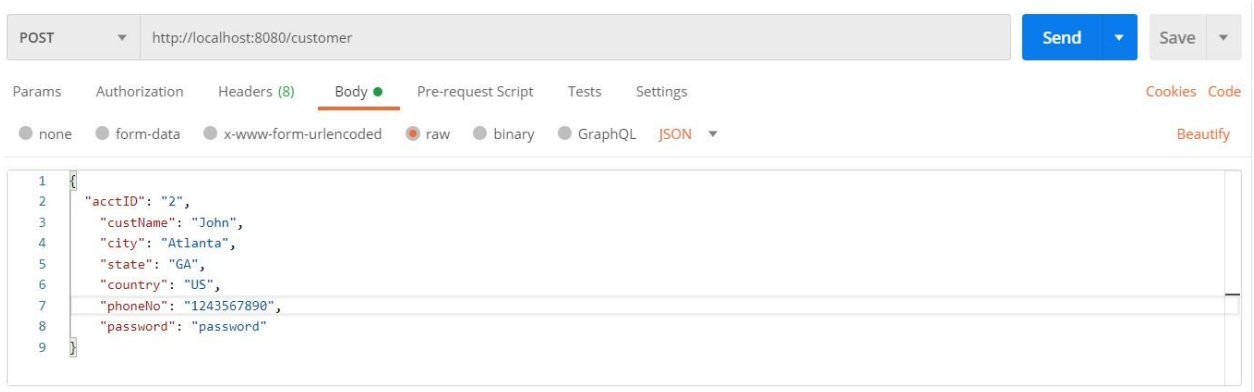 POST http://localhost:8080/customer Send Save
Params Authorization Headers (8) Body Pre-request Script Tests Settings Cookies Code
none form-data x-www-form-urlencoded raw binary GraphQL JSON Beautify
1 {
2 "acctID": "2",
3 "custName": "John",
4 "city": "Atlanta",
5 "state": "GA",
6 "country": "US",
7 "phoneNo": "1243567890",
8 "password": "password"
9 }